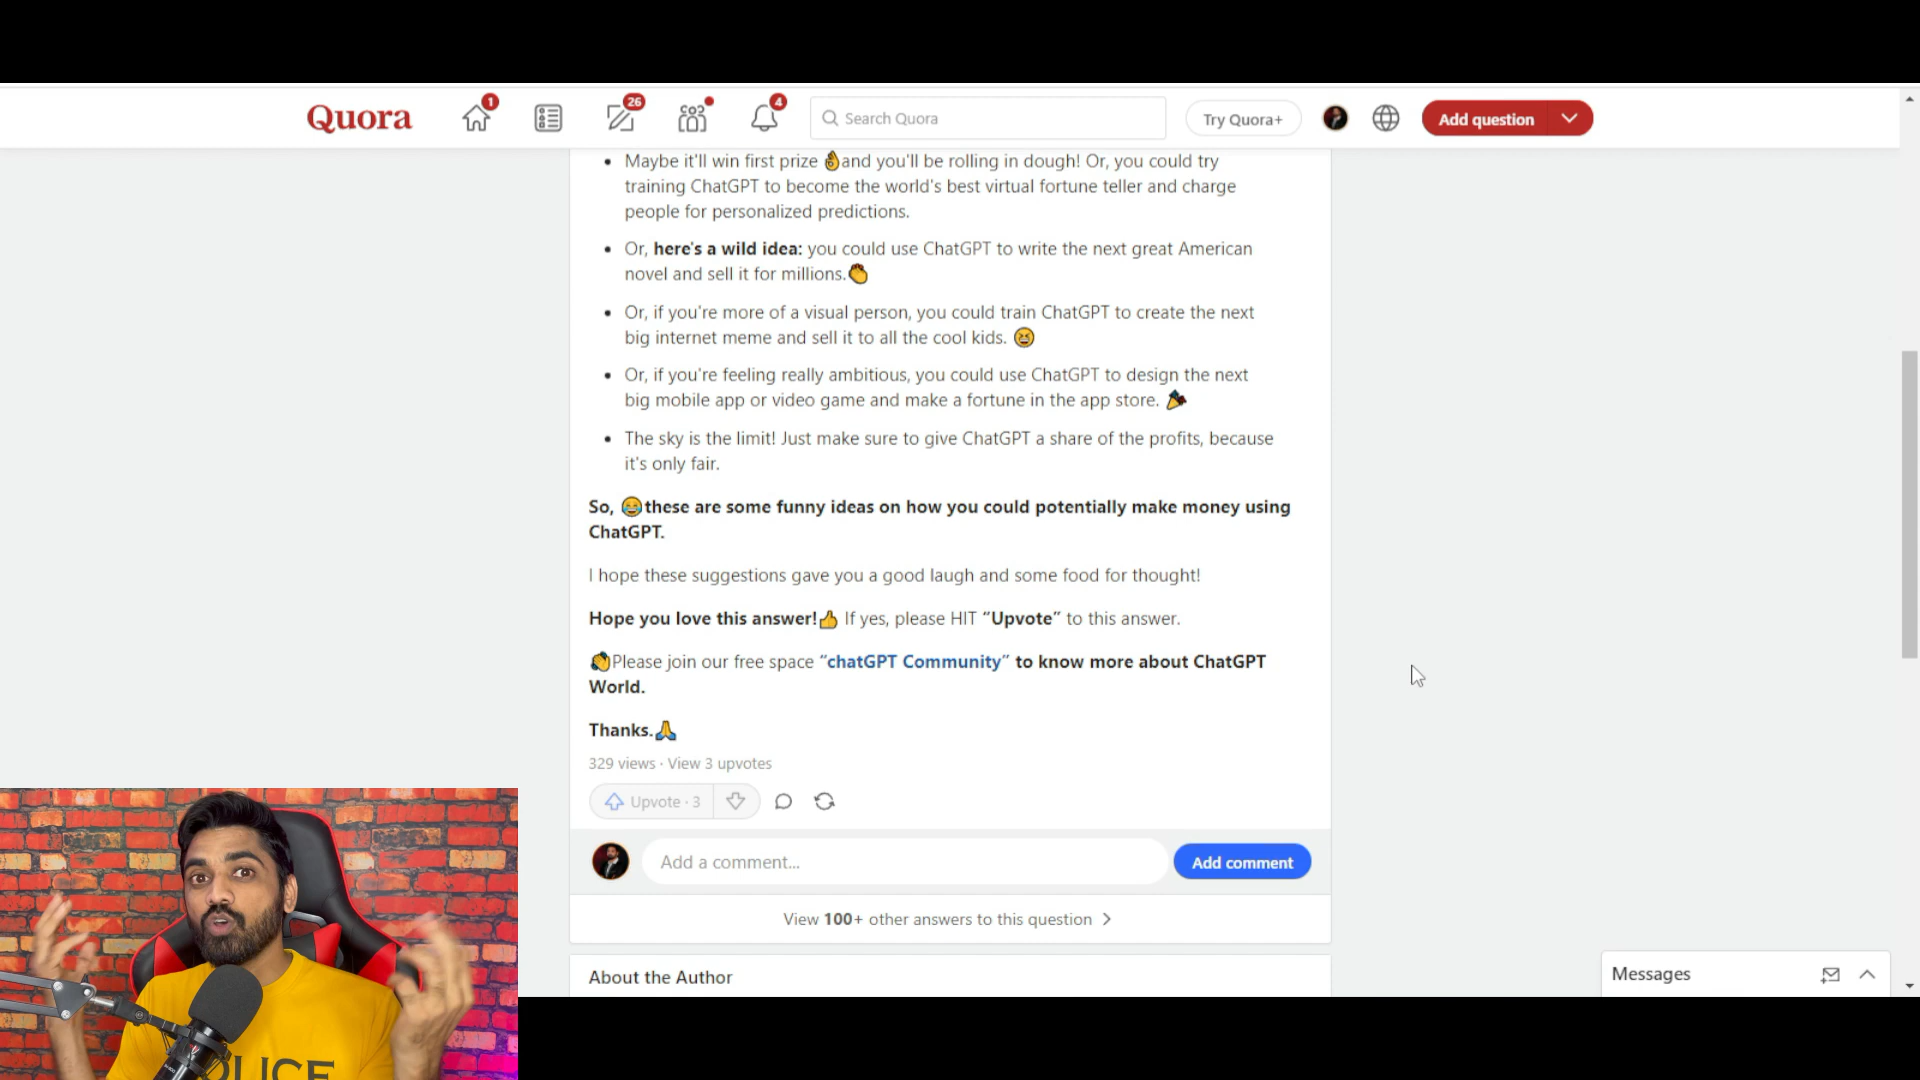 Quora
1
26
4
Search Quora
Try Quora+
Add question
Maybe it'll win first prize 👌and you'll be rolling in dough! Or, you could try
training ChatGPT to become the world's best virtual fortune teller and charge
people for personalized predictions.
Or, here's a wild idea: you could use ChatGPT to write the next great American
novel and sell it for millions.👏
Or, if you're more of a visual person, you could train ChatGPT to create the next
big internet meme and sell it to all the cool kids. 😆
Or, if you're feeling really ambitious, you could use ChatGPT to design the next
big mobile app or video game and make a fortune in the app store. 🎉
The sky is the limit! Just make sure to give ChatGPT a share of the profits, because
it's only fair.
So, 😂these are some funny ideas on how you could potentially make money using
ChatGPT.
I hope these suggestions gave you a good laugh and some food for thought!
Hope you love this answer!👍 If yes, please HIT “Upvote” to this answer.
👏Please join our free space “chatGPT Community” to know more about ChatGPT
World.
Thanks.🙏
329 views · View 3 upvotes
Upvote · 3
Add a comment...
Add comment
View 100+ other answers to this question
About the Author
Messages